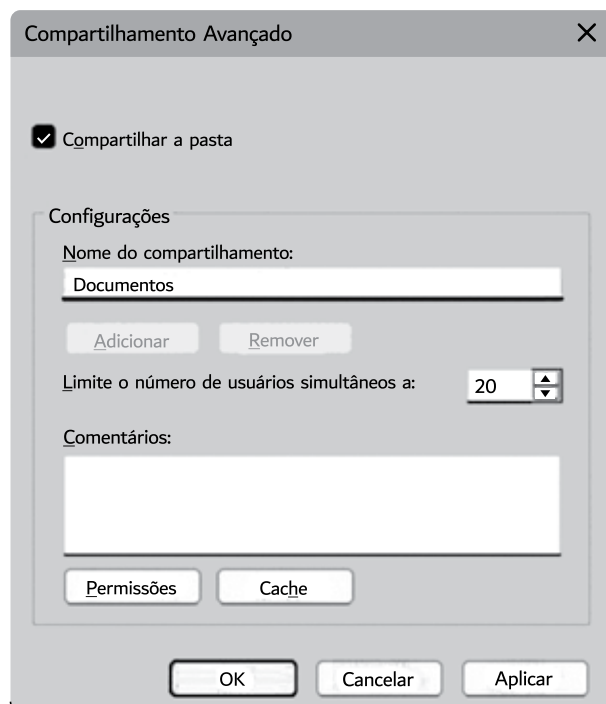 Compartilhamento Avançado
Compartilhar a pasta
Configurações
Nome do compartilhamento:
Documentos
Adicionar Remover
Limite o número de usuários simultâneos a: 20
Comentários:
Permissões Cache
OK Cancelar Aplicar